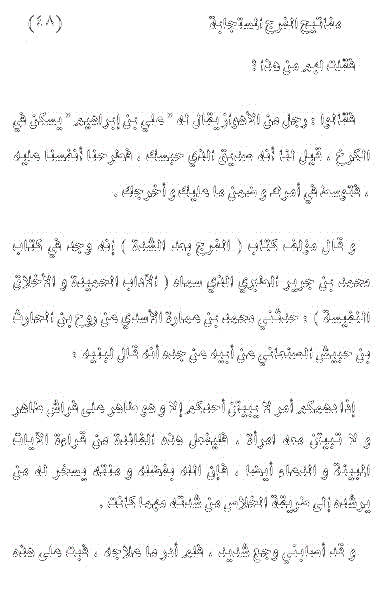 مفاتيح الفرج المستجابة (٤٨)
فقلت لهم من هذا ؟
فقالوا : رجل من الأهواز يقال له " علي بن إبراهيم " يسكن في
الكرخ ، قيل لنا أنه صديق الذي حبسك ، فطرحنا أنفسنا عليه
، فتوسط في أمرك و ضمن ما عليك و أخرجك .
و قال مؤلف كتاب ( الفرج بعد الشدة ) إنه وجد في كتاب
محمد بن جرير الطبري الذي سماه ( الآداب الحميدة و الأخلاق
النفيسة ) : حدثني محمد بن عمارة الأسدي عن روح بن الحارث
بن حبيش الصنعاني عن أبيه عن جده أنه قال لبنيه :
إذا دهمكم أمر لا يبيتن أحدكم إلا و هو طاهر على فراش طاهر
و لا تبيتن معه امرأة ، فليفعل هذه الفائدة من قراءة الآيات
المبينة و الدعاء أيضا ، فإن الله بفضله و منته يسخر له من
يرشده إلى طريقة الخلاص من شدته مهما كانت .
و قد أصابني وجع شديد ، فلم أدر ما علاجه ، فبت على هذه